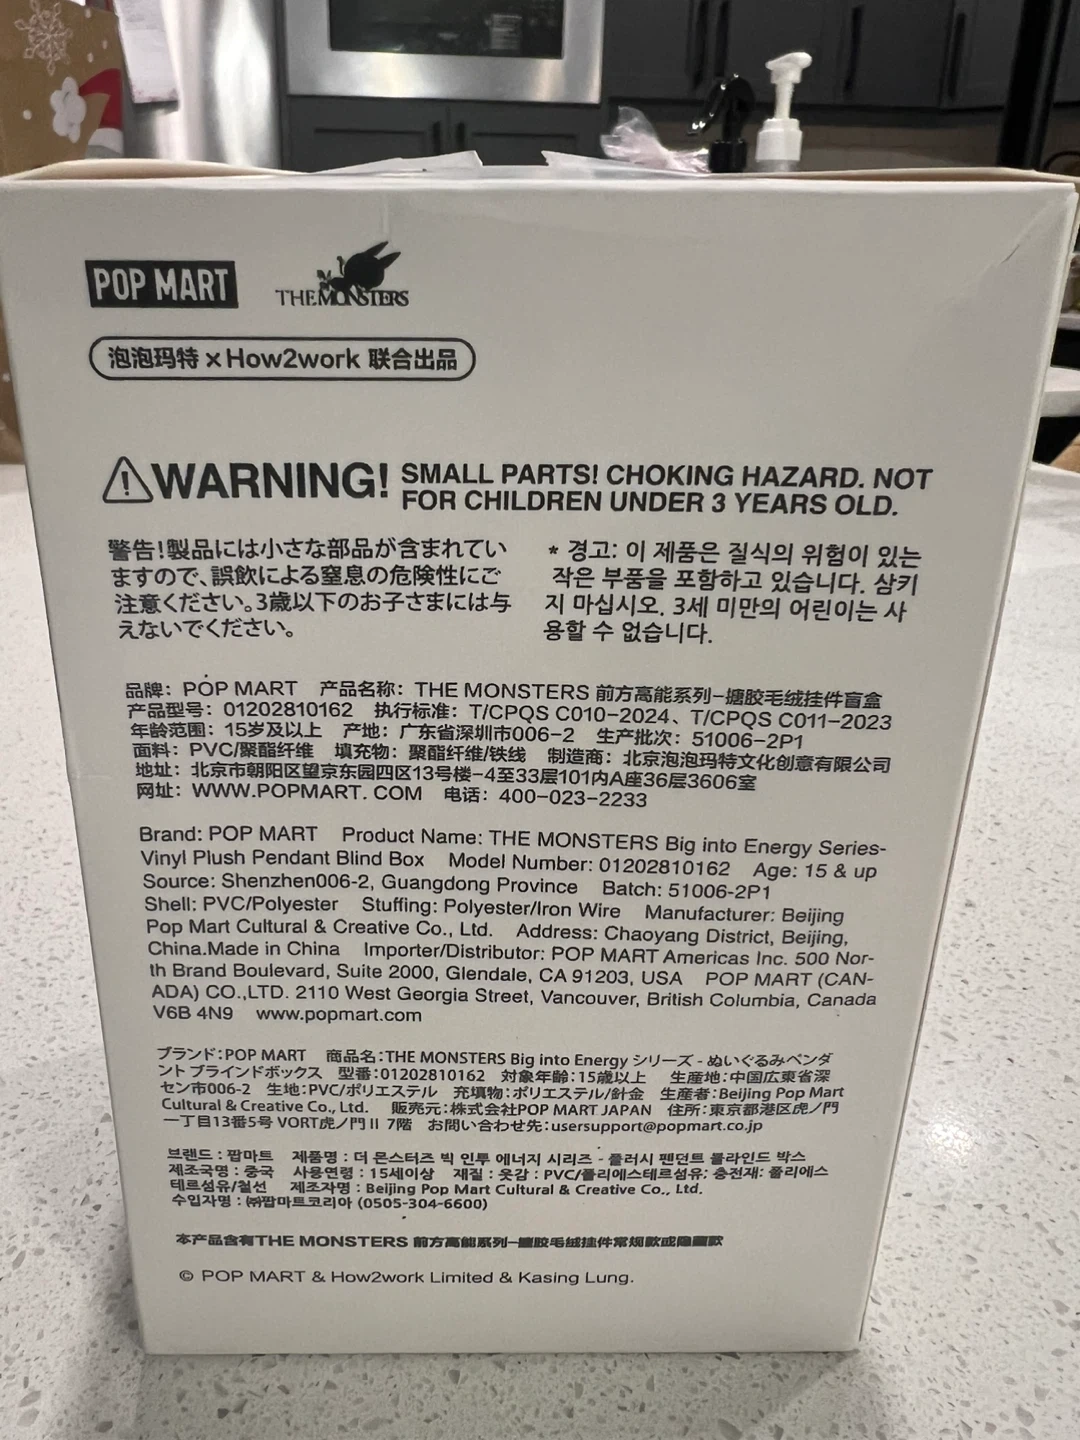 POP MART
THE MONSTERS
泡泡玛特 × How2work 联合出品
WARNING! SMALL PARTS! CHOKING HAZARD. NOT
FOR CHILDREN UNDER 3 YEARS OLD.
警告!製品には小さな部品が含まれてい
ますので、誤飲による窒息の危険性にご
注意ください。3歳以下のお子さまには与
えないでください。
* 경고: 이 제품은 질식의 위험이 있는
작은 부품을 포함하고 있습니다. 삼키
지 마십시오. 3세 미만의 어린이는 사
용할 수 없습니다.
品牌: POP MART 产品名称: THE MONSTERS 前方高能系列-搪胶毛绒挂件盲盒
产品型号: 01202810162 执行标准: T/CPQS C010-2024、T/CPQS C011-2023
年龄范围: 15岁及以上 产地: 广东省深圳市006-2 生产批次: 51006-2P1
面料: PVC/聚酯纤维 填充物: 聚酯纤维/铁线 制造商: 北京泡泡玛特文化创意有限公司
地址: 北京市朝阳区望京东园四区13号楼-4至33层101内A座36层3606室
网址: WWW.POPMART. COM 电话: 400-023-2233
Brand: POP MART Product Name: THE MONSTERS Big into Energy Series-
Vinyl Plush Pendant Blind Box Model Number: 01202810162 Age: 15 & up
Source: Shenzhen006-2, Guangdong Province Batch: 51006-2P1
Shell: PVC/Polyester Stuffing: Polyester/Iron Wire Manufacturer: Beijing
Pop Mart Cultural & Creative Co., Ltd. Address: Chaoyang District, Beijing,
China.Made in China Importer/Distributor: POP MART Americas Inc. 500 Nor-
th Brand Boulevard, Suite 2000, Glendale, CA 91203, USA POP MART (CAN-
ADA) CO.,LTD. 2110 West Georgia Street, Vancouver, British Columbia, Canada
V6B 4N9 www.popmart.com
ブランド:POP MART 商品名:THE MONSTERS Big into Energy シリーズ - ぬいぐるみペンダ
ント ブラインドボックス 型番:01202810162 対象年齢:15歳以上 生産地:中国広東省深
セン市006-2 生地:PVC/ポリエステル 充填物:ポリエステル/針金 生産者:Beijing Pop Mart
Cultural & Creative Co., Ltd. 販売元:株式会社POP MART JAPAN 住所:東京都港区虎ノ門
一丁目13番5号 VORT虎ノ門 II 7階 お問い合わせ先:usersupport@popmart.co.jp
브랜드 : 팝마트 제품명 : 더 몬스터즈 빅 인투 에너지 시리즈 - 플러시 펜던트 블라인드 박스
제조국명 : 중국 사용연령 : 15세이상 재질 : 옷감 : PVC/폴리에스테르섬유; 충전재: 폴리에스
테르섬유/철선 제조자명 : Beijing Pop Mart Cultural & Creative Co., Ltd.
수입자명 : ㈜팝마트코리아 (0505-304-6600)
本产品含有THE MONSTERS 前方高能系列-搪胶毛绒挂件常规款或隐藏款
© POP MART & How2work Limited & Kasing Lung.